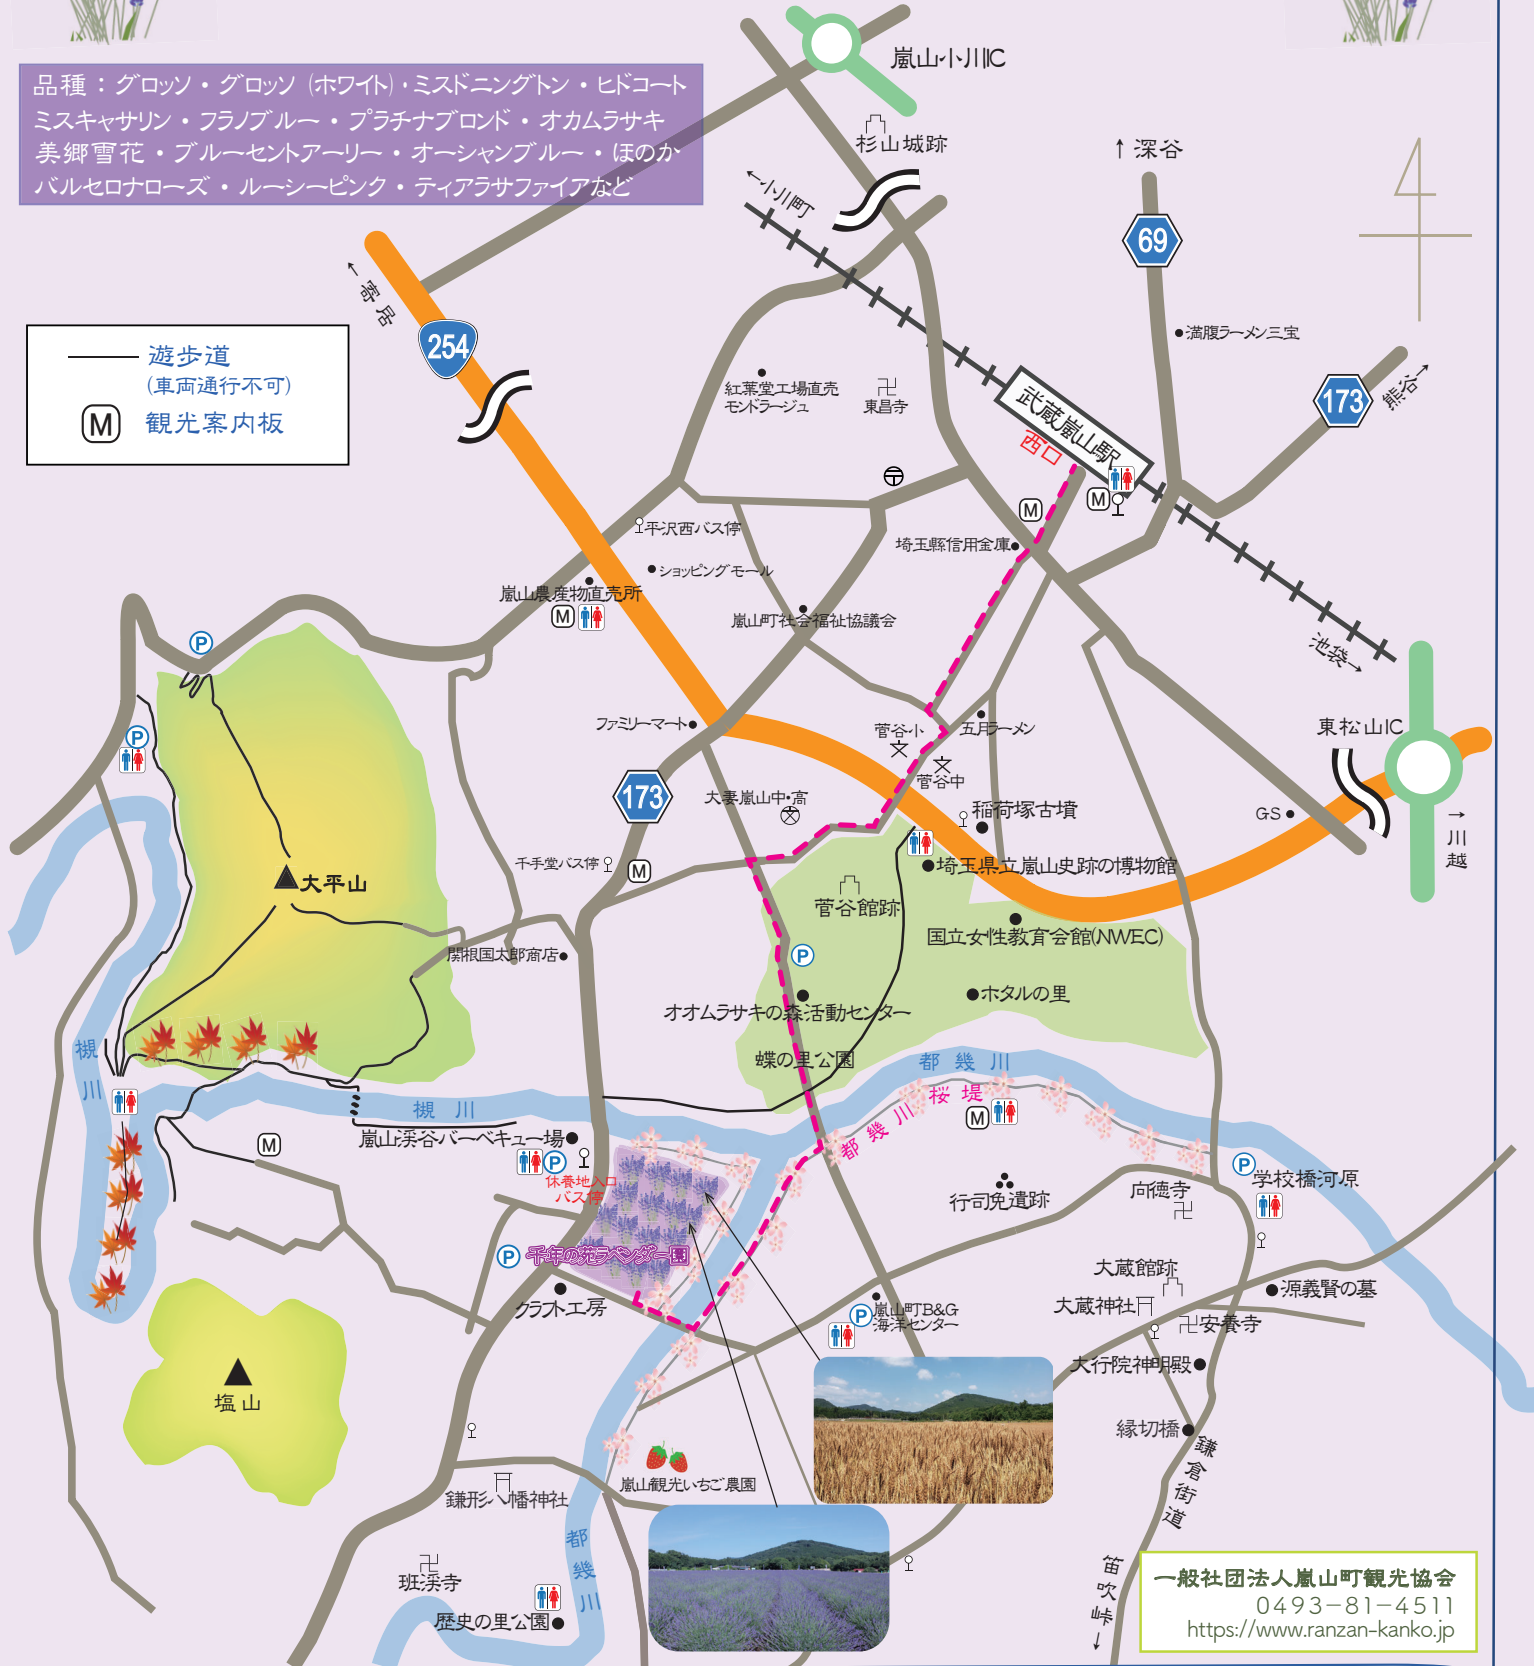 嵐山小川IC
品種：グロッソ・グロッソ (ホワイト)・ミスドニングトン・ヒドコート
ミスキャサリン・フラノブルー・プラチナブロンド・オカムラサキ
美郷雪花・ブルーセントアーリー・オーシャンブルー・ほのか
バルセロナローズ・ルーシーピンク・ティアラサファイアなど
杉山城跡
↑深谷
←小川町
69
←寄居
254
満腹ラーメン三宝
遊歩道
(車両通行不可)
M 観光案内板
紅葉堂工場直売
モンドラージュ
東昌寺
173
熊谷→
武蔵嵐山駅
西口
M
M
平沢西バス停
埼玉縣信用金庫
ショッピングモール
嵐山農産物直売所
M
嵐山町社会福祉協議会
P
池袋→
ファミリーマート
菅谷小
五月ラーメン
東松山IC
P
菅谷中
173
大妻嵐山中・高
稲荷塚古墳
GS
→川越
千手堂バス停
M
埼玉県立嵐山史跡の博物館
大平山
菅谷館跡
国立女性教育会館(NWEC)
関根国太郎商店
P
ホタルの里
オオムラサキの森活動センター
槻川
蝶の里公園
都幾川
槻川
都幾川桜堤
M
嵐山渓谷バーベキュー場
M
P
休養地入口
バス停
行司免遺跡
向徳寺
P
学校橋河原
P
千年の苑ラベンダー園
大蔵館跡
クラフト工房
大蔵神社
源義賢の墓
P
嵐山町B&G
海洋センター
安養寺
大行院神明殿
塩山
縁切橋
鎌倉街道
嵐山観光いちご農園
鎌形八幡神社
都幾川
班渓寺
歴史の里公園
笛吹峠→
一般社団法人嵐山町観光協会
0493−81−4511
https://www.ranzan-kanko.jp